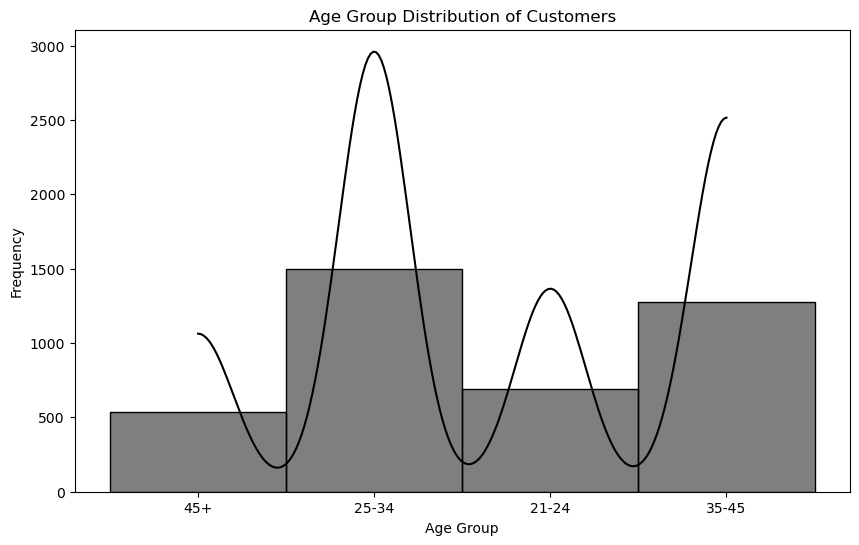 Age Group Distribution of Customers
3000
2500
2000
1500
1000
500
0
Frequency
45+ 25-34 21-24 35-45
Age Group